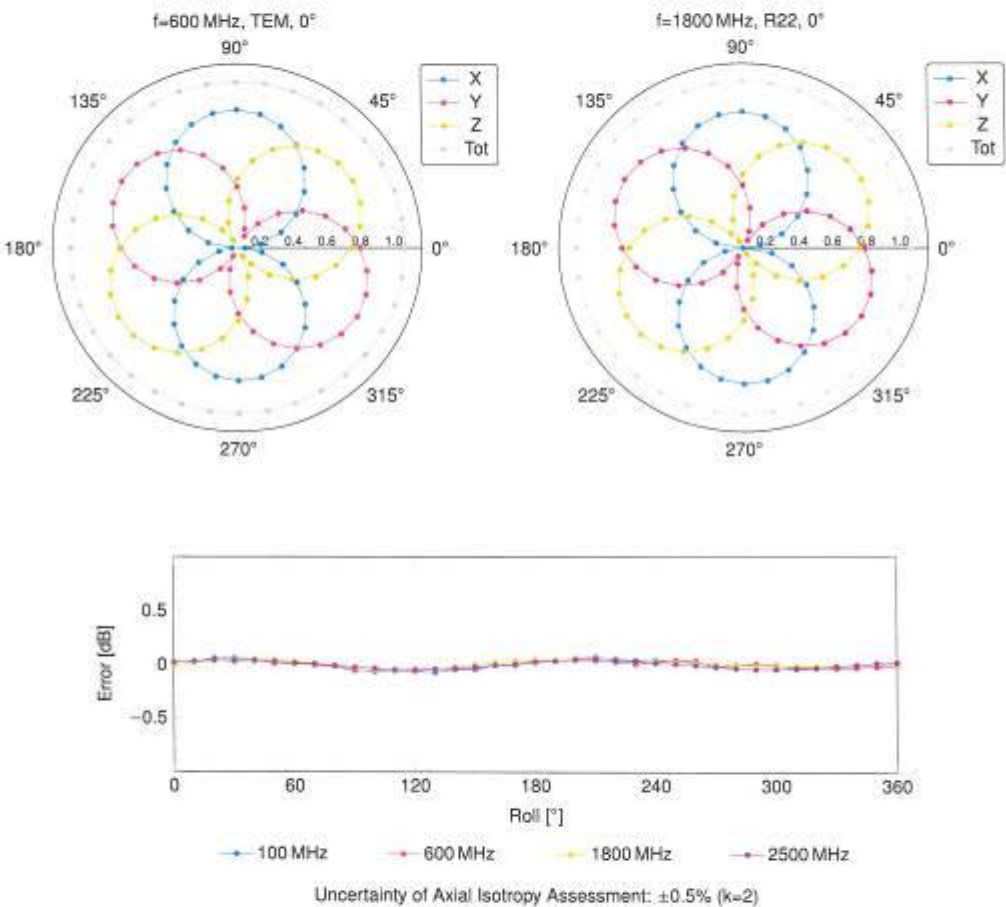 f=600 MHz, TEM, 0°
f=1800 MHz, R22, 0°
90°
X
Y
Z
Tot
135°
45°
180°
0.2 0.4 0.6 0.8 1.0
0°
225°
315°
270°
90°
X
Y
Z
Tot
135°
45°
180°
0.2 0.4 0.6 0.8 1.0
0°
225°
315°
270°
Error [dB]
0.5
0
−0.5
0 60 120 180 240 300 360
Roll [°]
100 MHz 600 MHz 1800 MHz 2500 MHz
Uncertainty of Axial Isotropy Assessment: ±0.5% (k=2)